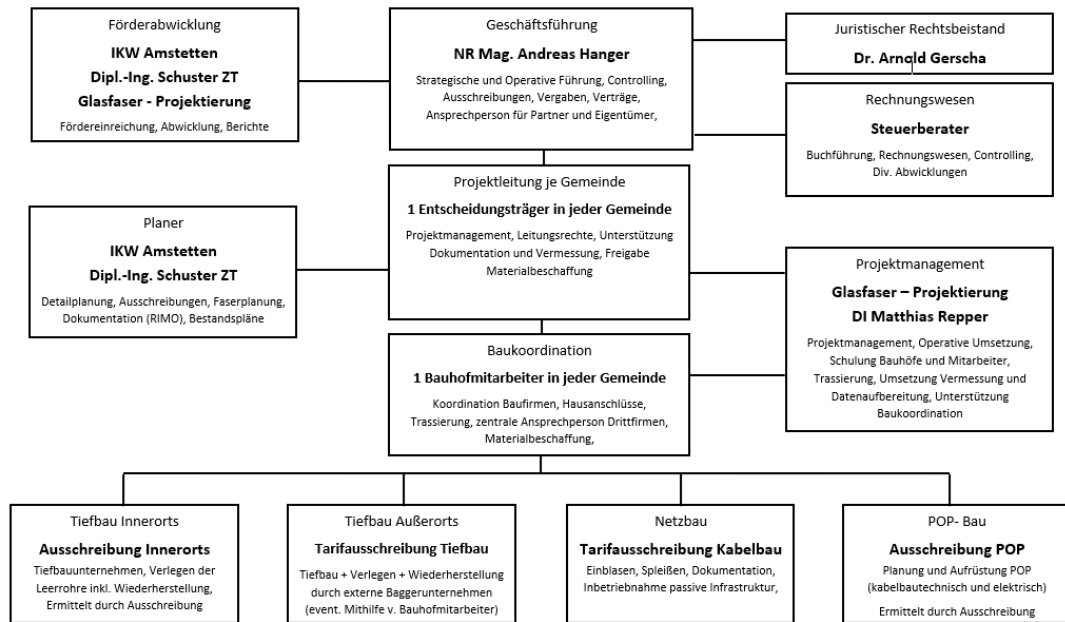 Förderabwicklung
IKW Amstetten
Dipl.-Ing. Schuster ZT
Glasfaser - Projektierung
Fördereinreichung, Abwicklung, Berichte
Geschäftsführung
NR Mag. Andreas Hanger
Strategische und Operative Führung, Controlling,
Ausschreibungen, Vergaben, Verträge,
Ansprechperson für Partner und Eigentümer,
Juristischer Rechtsbeistand
Dr. Arnold Gerscha
Rechnungswesen
Steuerberater
Buchführung, Rechnungswesen, Controlling,
Div. Abwicklungen
Projektleitung je Gemeinde
1 Entscheidungsträger in jeder Gemeinde
Projektmanagement, Leitungsrechte, Unterstützung
Dokumentation und Vermessung, Freigabe
Materialbeschaffung
Planer
IKW Amstetten
Dipl.-Ing. Schuster ZT
Detailplanung, Ausschreibungen, Faserplanung,
Dokumentation (RIMO), Bestandspläne
Projektmanagement
Glasfaser – Projektierung
DI Matthias Repper
Projektmanagement, Operative Umsetzung,
Schulung Bauhöfe und Mitarbeiter,
Trassierung, Umsetzung Vermessung und
Datenaufbereitung, Unterstützung
Baukoordination
Baukoordination
1 Bauhofmitarbeiter in jeder Gemeinde
Koordination Baufirmen, Hausanschlüsse,
Trassierung, zentrale Ansprechperson Drittfirmen,
Materialbeschaffung,
Tiefbau Innerorts
Ausschreibung Innerorts
Tiefbauunternehmen, Verlegen der
Leerrohre inkl. Wiederherstellung,
Ermittelt durch Ausschreibung
Tiefbau Außerorts
Tarifausschreibung Tiefbau
Tiefbau + Verlegen + Wiederherstellung
durch externe Baggerunternehmen
(event. Mithilfe v. Bauhofmitarbeiter)
Netzbau
Tarifausschreibung Kabelbau
Einblasen, Spleißen, Dokumentation,
Inbetriebnahme passive Infrastruktur,
POP- Bau
Ausschreibung POP
Planung und Aufrüstung POP
(kabelbautechnisch und elektrisch)
Ermittelt durch Ausschreibung